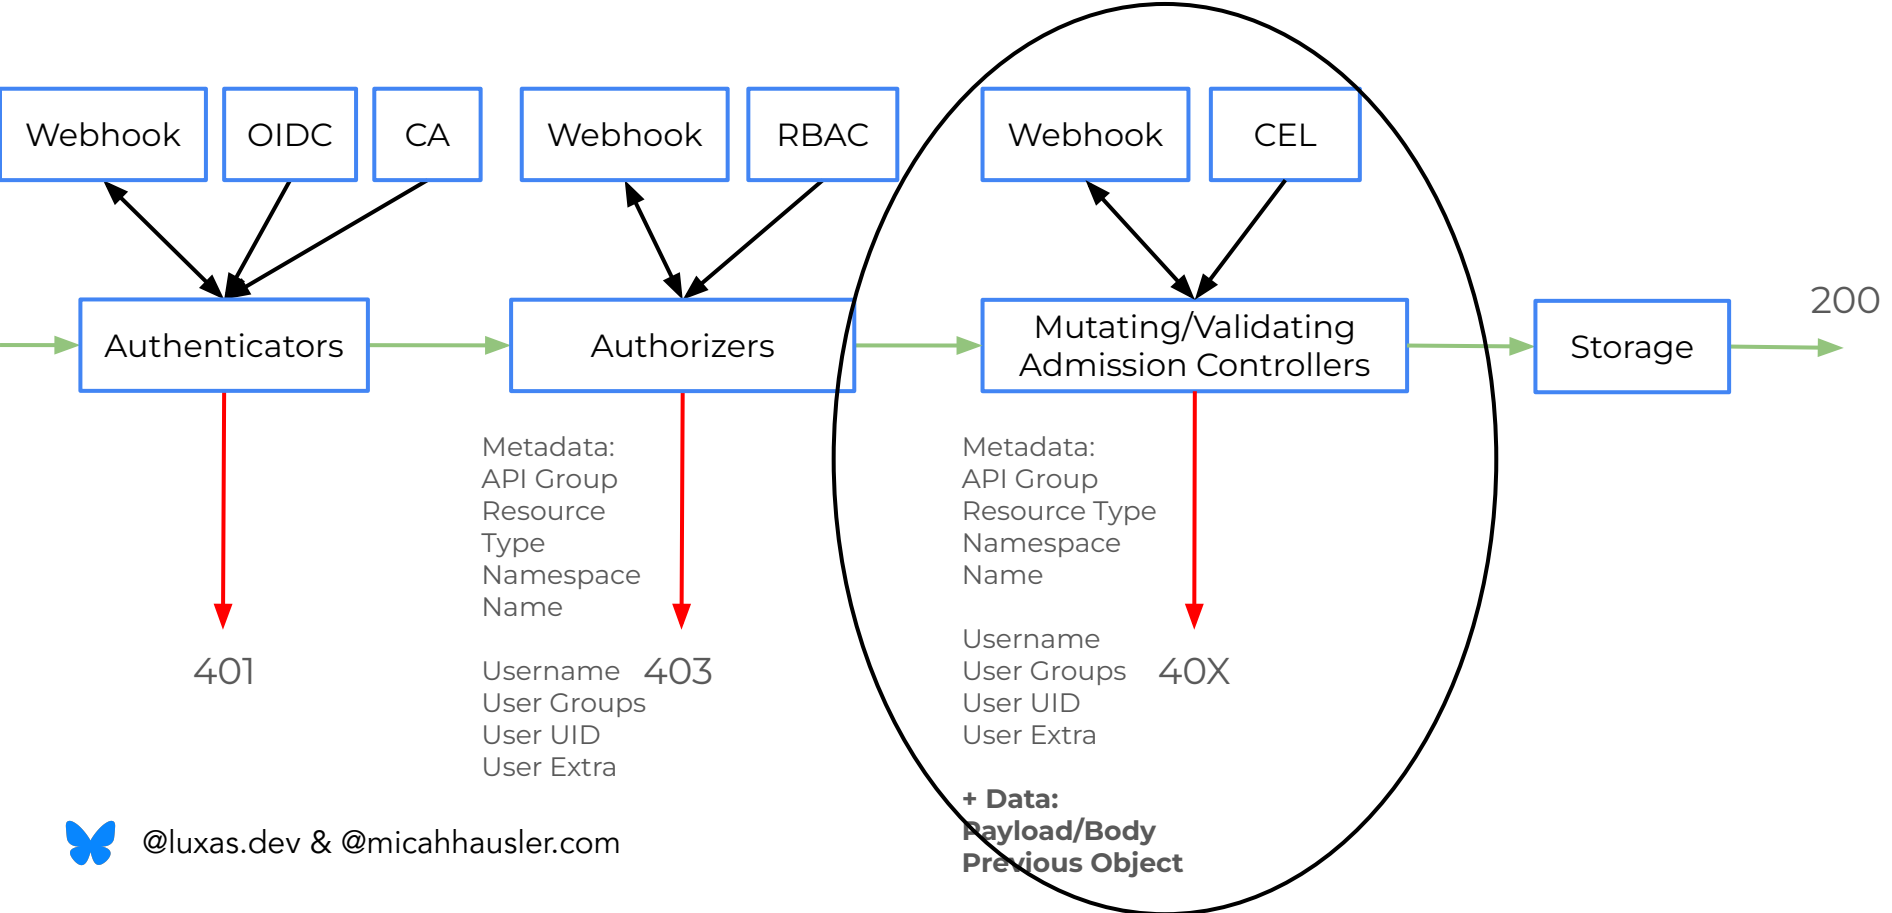 Webhook
OIDC
CA
Webhook
RBAC
Webhook
CEL
Authenticators
Authorizers
Mutating/Validating
Admission Controllers
Storage
200
401
Metadata:
API Group
Resource
Type
Namespace
Name
Username
User Groups
User UID
User Extra
403
Metadata:
API Group
Resource Type
Namespace
Name
Username
User Groups
User UID
User Extra
40X
+ Data:
Payload/Body
Previous Object
@luxas.dev & @micahhausler.com